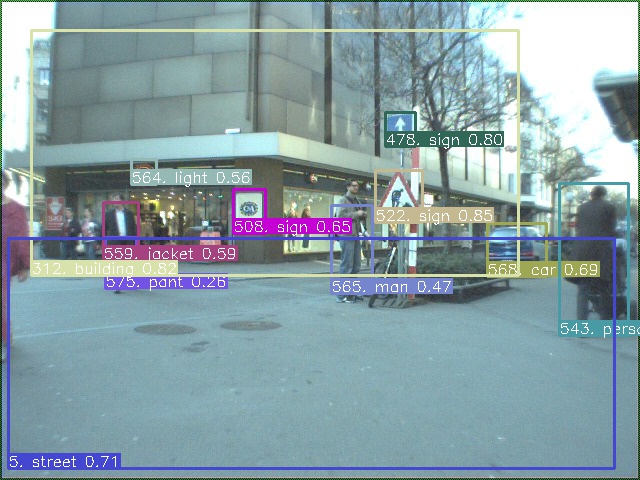 478. sign 0.80
564. light 0.56
522. sign 0.85
508. sign 0.65
559. jacket 0.59
312. building 0.82
568. car 0.69
575. pant 0.26
565. man 0.47
543. perso
5. street 0.71